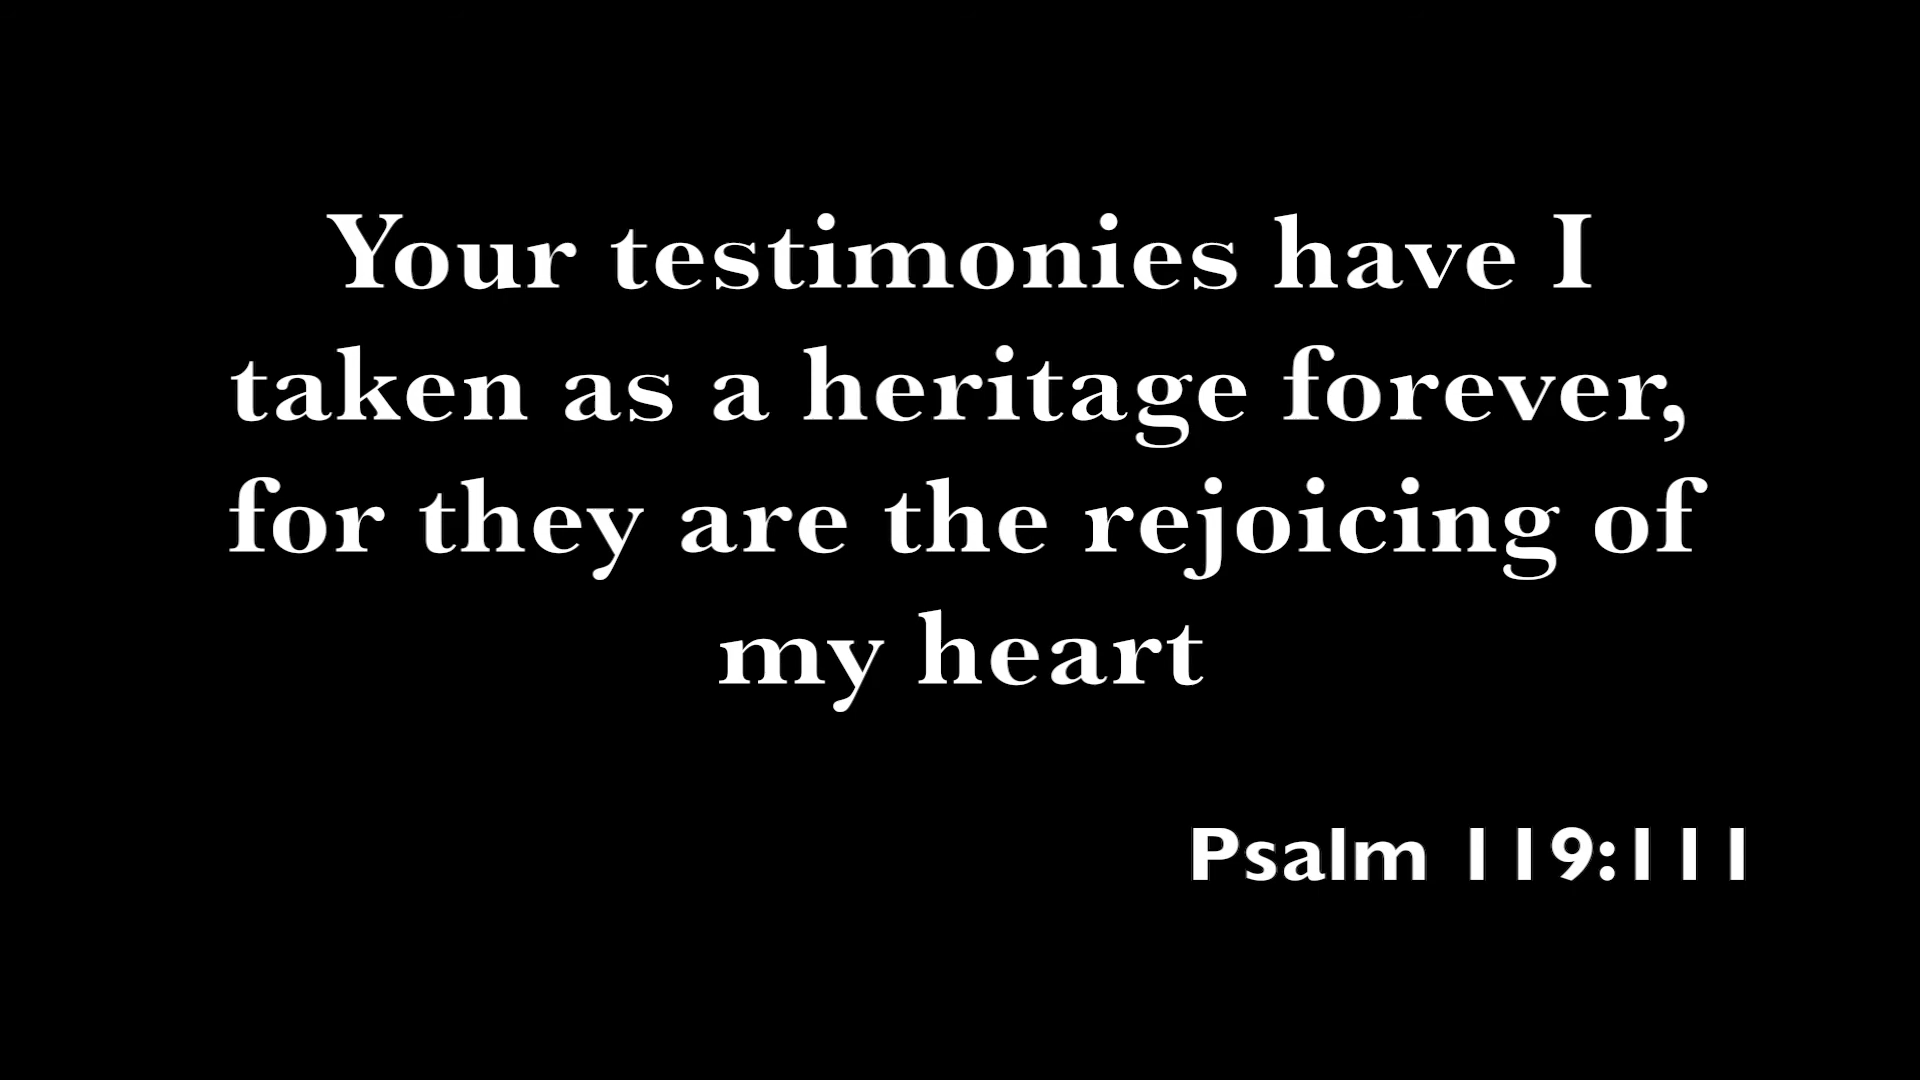 Your testimonies have I
taken as a heritage forever,
for they are the rejoicing of
my heart
Psalm 119:111